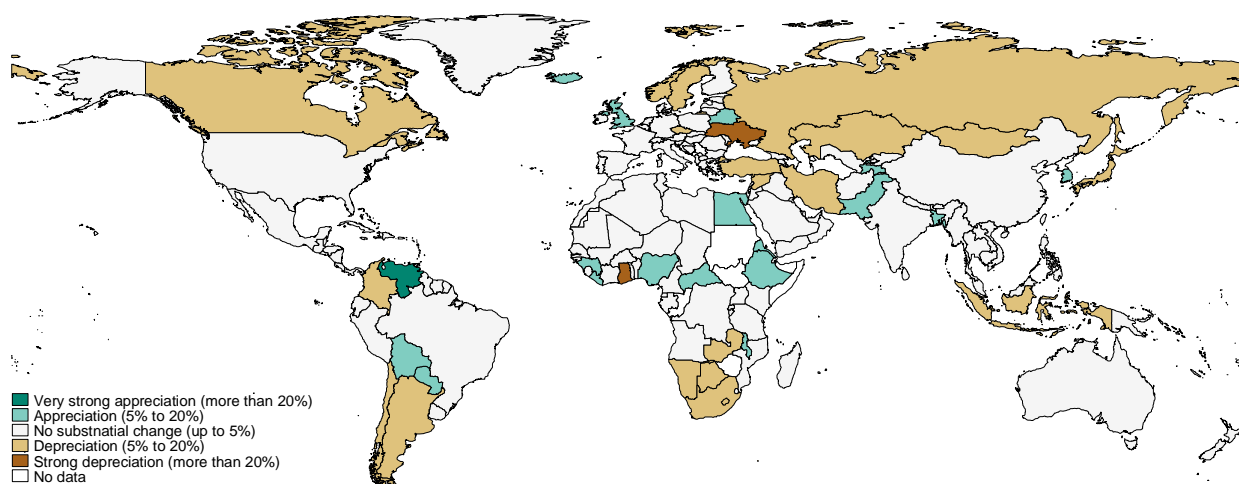 Very strong appreciation (more than 20%)
Appreciation (5% to 20%)
No substnatial change (up to 5%)
Depreciation (5% to 20%)
Strong depreciation (more than 20%)
No data